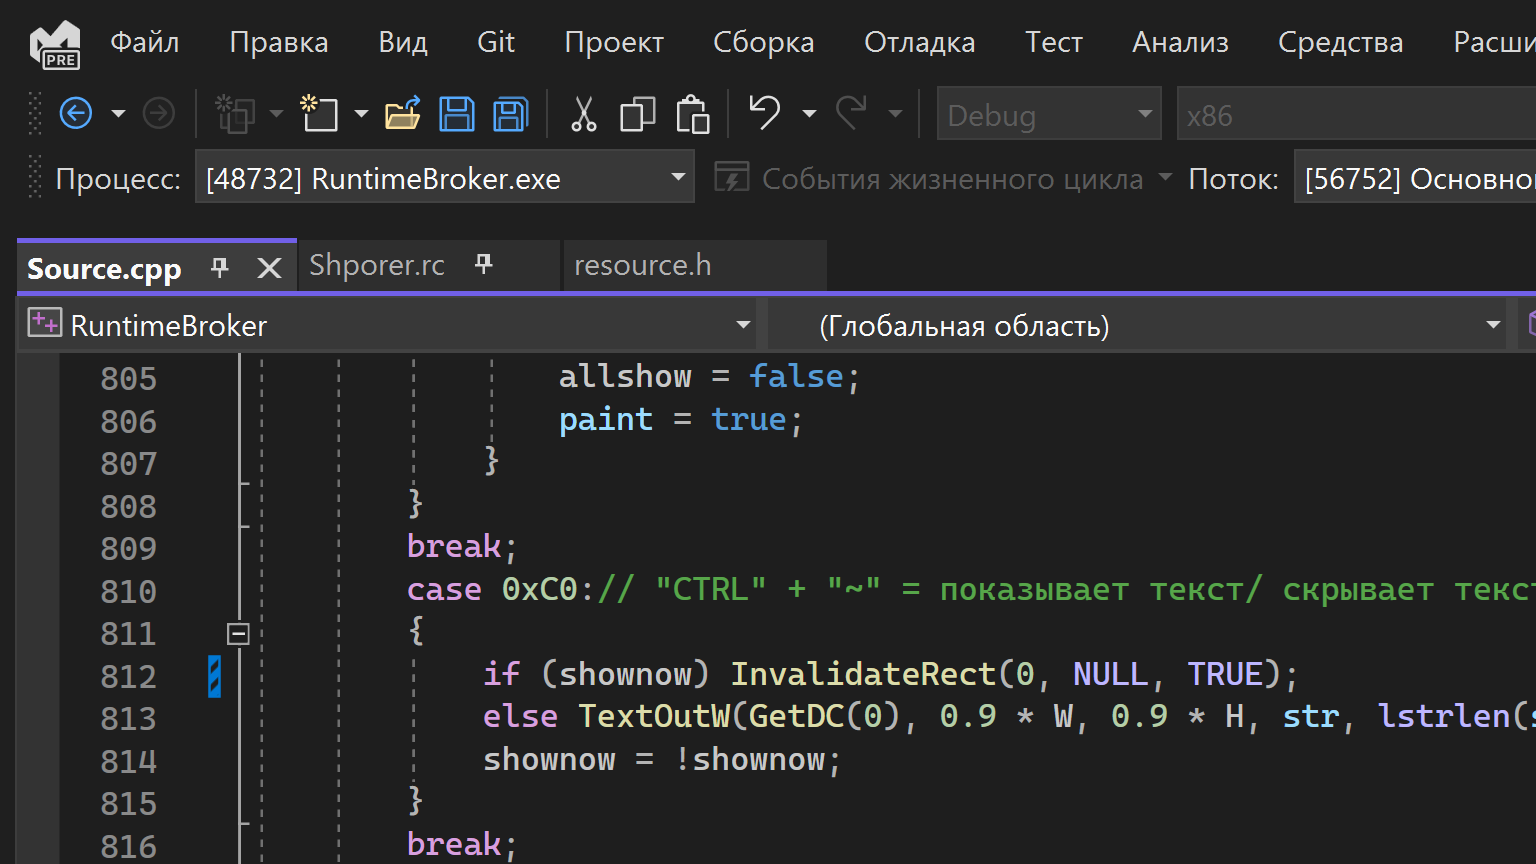 PRE Файл Правка Вид Git Проект Сборка Отладка Тест Анализ Средства Расши
Debug x86
Процесс: [48732] RuntimeBroker.exe События жизненного цикла Поток: [56752] Основно
Source.cpp Shporer.rc resource.h
RuntimeBroker (Глобальная область)
805 allshow = false;
806 paint = true;
807 }
808 }
809 break;
810 case 0xC0:// "CTRL" + "~" = показывает текст/ скрывает текст
811 {
812 if (shownow) InvalidateRect(0, NULL, TRUE);
813 else TextOutW(GetDC(0), 0.9 * W, 0.9 * H, str, lstrlen(s
814 shownow = !shownow;
815 }
816 break;